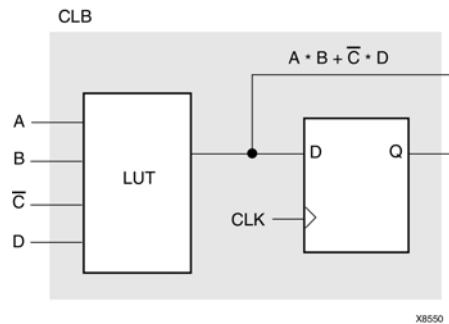 CLB
A * B + C̅ * D
A
B
C̅
D
LUT
D
Q
CLK
X8550